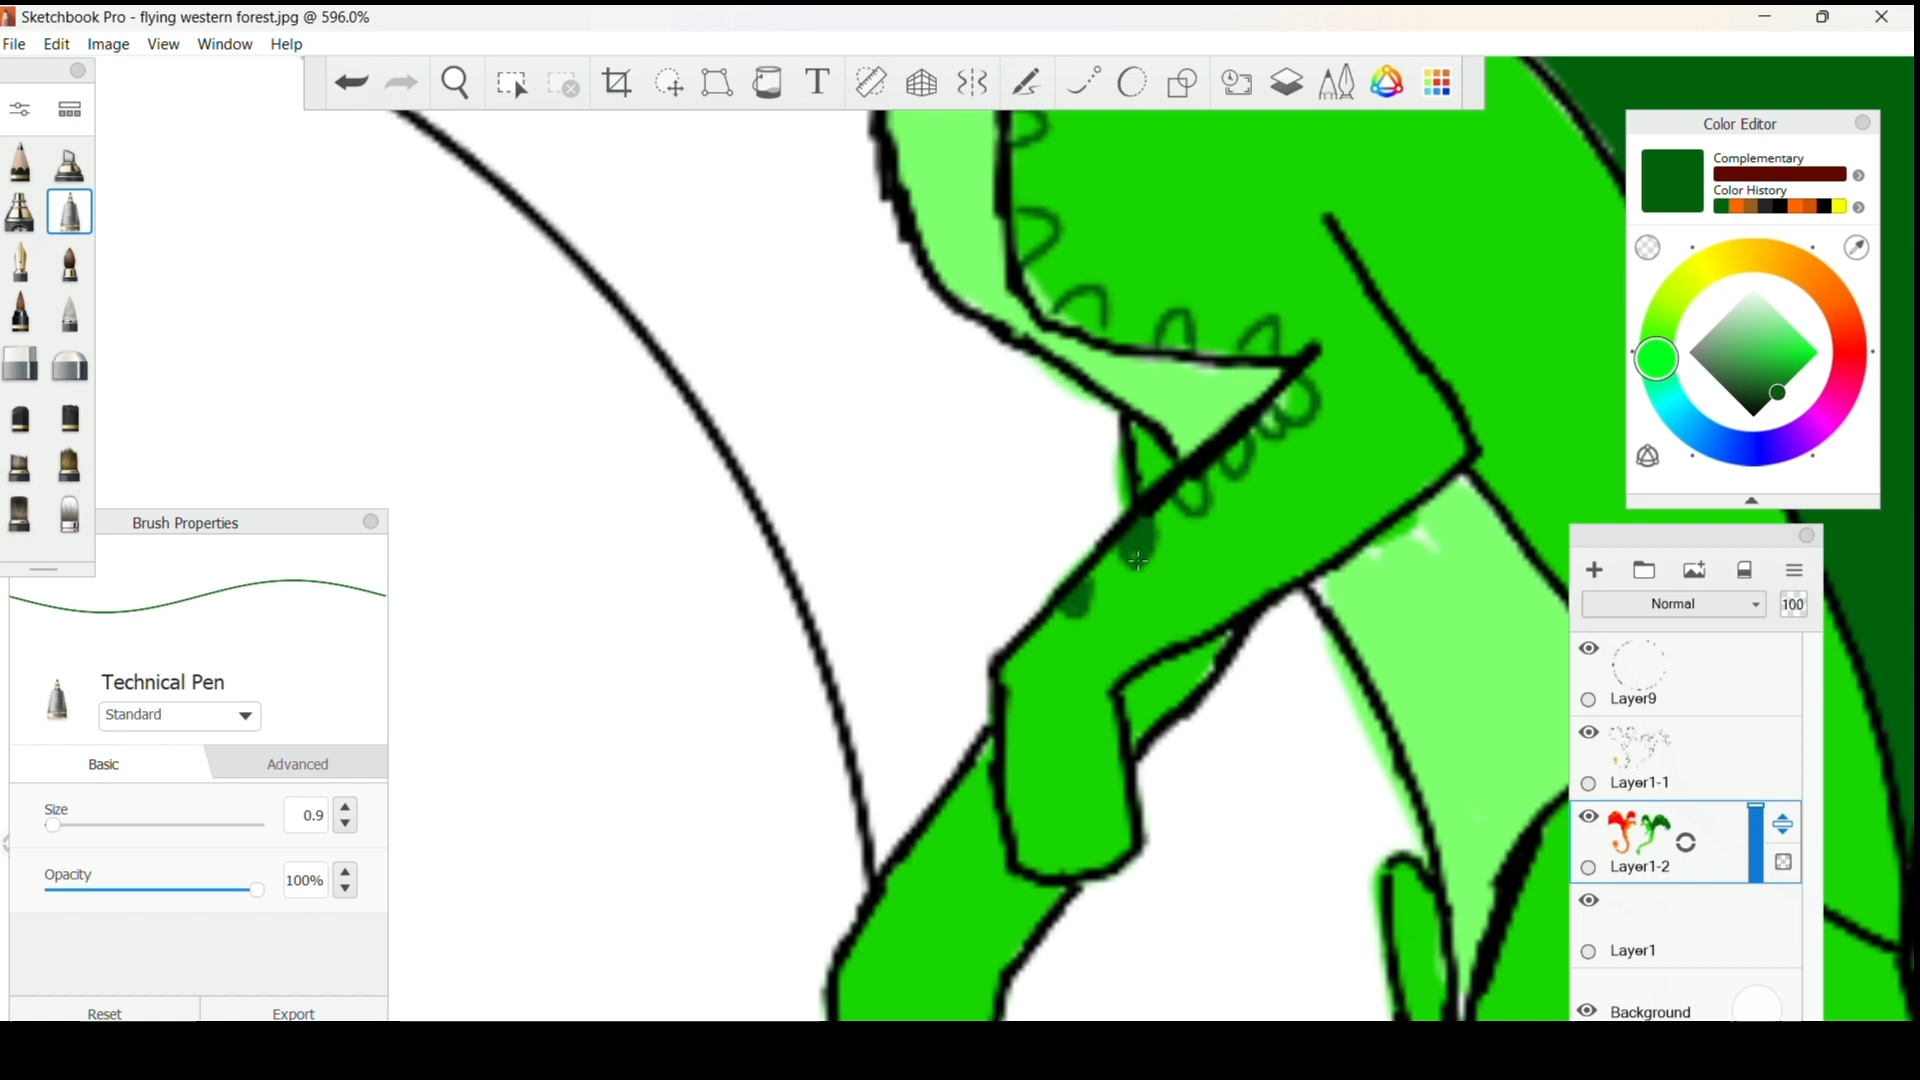 Sketchbook Pro - flying western forest.jpg @ 596.0%
File Edit Image View Window Help
T
Color Editor
Complementary
Color History
Brush Properties
Technical Pen
Standard
Basic Advanced
Size
0.9
Opacity
100%
Reset Export
Normal 100
Layer9
Layer1-1
Layer1-2
Layer1
Background